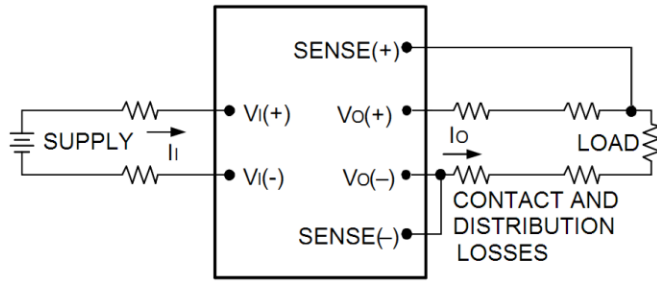 SENSE(+)
VI(+)
VO(+)
SUPPLY
II
IO
LOAD
VI(-)
VO(–)
CONTACT AND
DISTRIBUTION
LOSSES
SENSE(–)